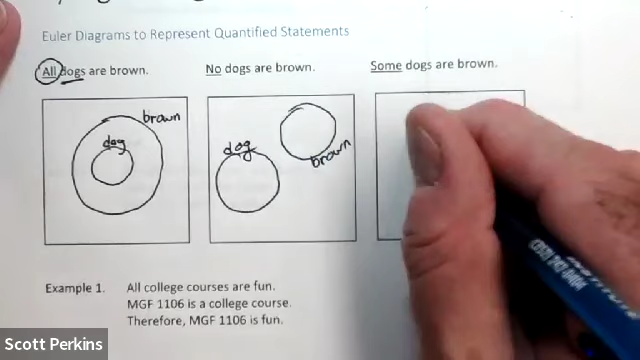 Euler Diagrams to Represent Quantified Statements
All dogs are brown.
No dogs are brown.
Some dogs are brown.
brown
dog
dog
brown
Example 1. All college courses are fun.
MGF 1106 is a college course.
Therefore, MGF 1106 is fun.
Scott Perkins